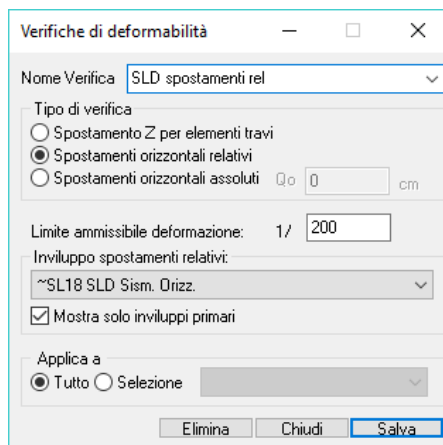 Verifiche di deformabilità
Nome Verifica SLD spostamenti rel
Tipo di verifica
Spostamento Z per elementi travi
Spostamenti orizzontali relativi
Spostamenti orizzontali assoluti Qo 0 cm
Limite ammissibile deformazione: 1/ 200
Inviluppo spostamenti relativi:
~SL18 SLD Sism. Orizz.
Mostra solo inviluppi primari
Applica a
Tutto Selezione
Elimina Chiudi Salva